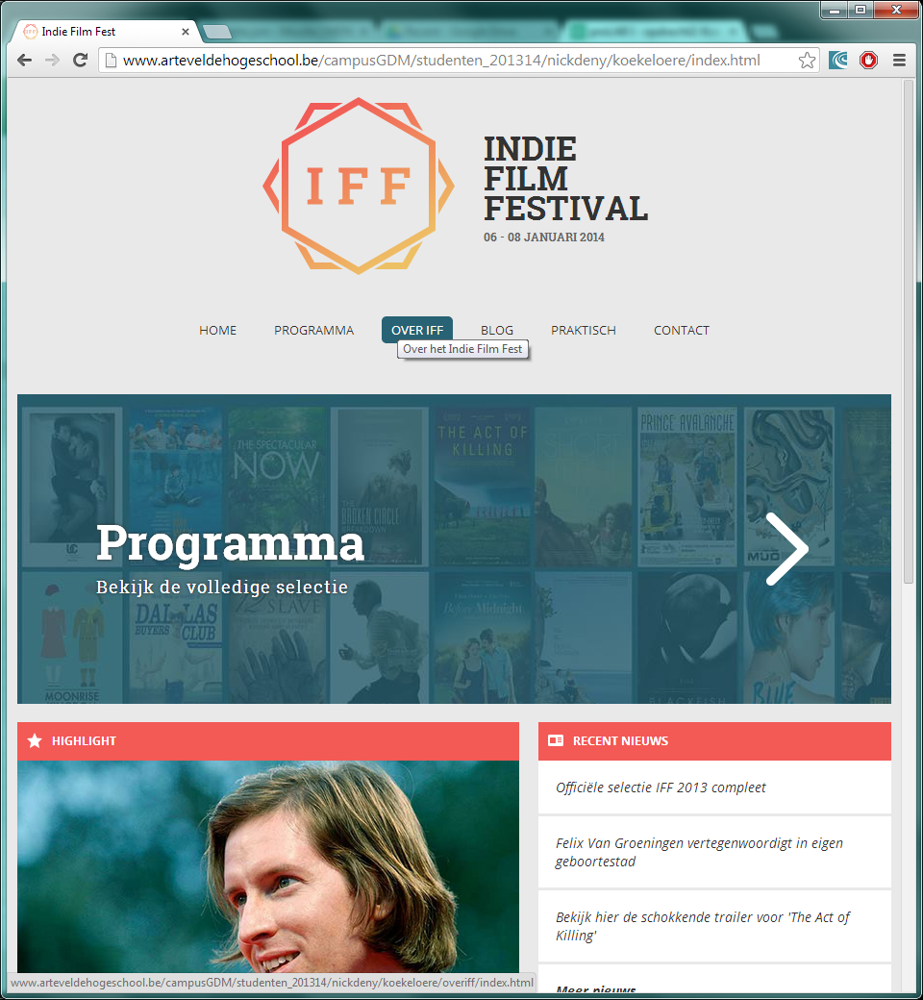 Indie Film Fest
www.arteveldehogeschool.be/campusGDM/studenten_201314/nickdeny/koekeloere/index.html
IFF
INDIE
FILM
FESTIVAL
06 - 08 JANUARI 2014
HOME PROGRAMMA OVER IFF BLOG PRAKTISCH CONTACT
Over het Indie Film Fest
THE SPECTACULAR
NOW
THE ACT OF
KILLING
PRINCE AVALANCHE
THE
BROKEN CIRCLE
BREAKDOWN
MUD
Programma
Bekijk de volledige selectie
DALLAS
BUYERS
CLUB
SLAVE
Before Midnight
MOONRISE
BLACKFISH
BLUE
HIGHLIGHT
RECENT NIEUWS
Officiële selectie IFF 2013 compleet
Felix Van Groeningen vertegenwoordigt in eigen
geboortestad
Bekijk hier de schokkende trailer voor 'The Act of
Killing'
Meer nieuws
www.arteveldehogeschool.be/campusGDM/studenten_201314/nickdeny/koekeloere/overiff/index.html